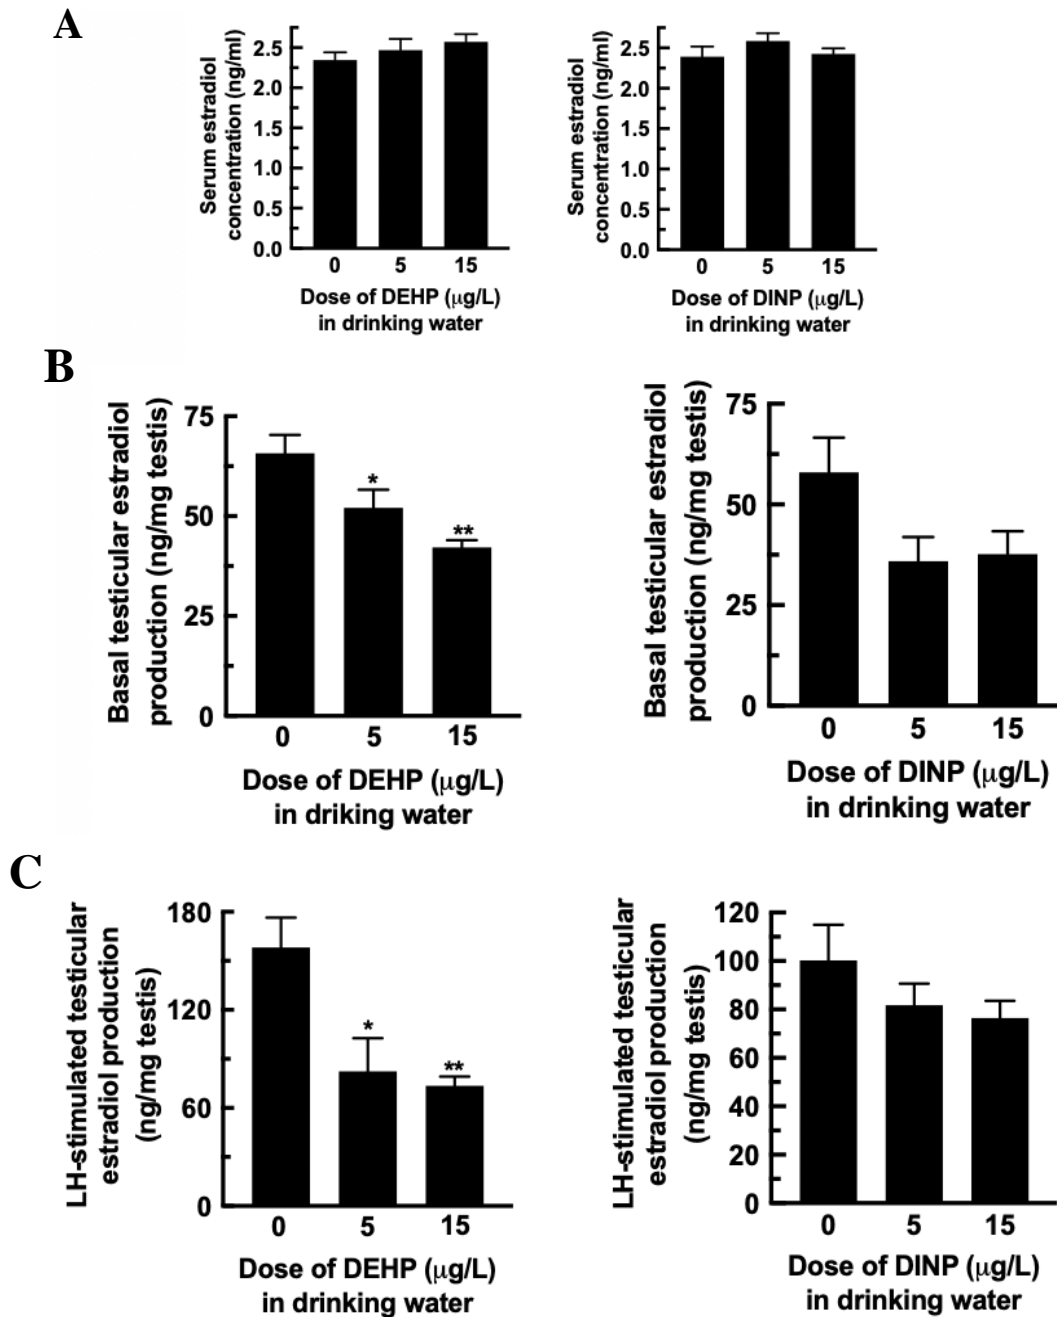 A
Serum estradiol
concentration (ng/ml)
2.5
2.0
1.5
1.0
0.5
0.0
0 5 15
Dose of DEHP (μg/L)
in drinking water
Serum estradiol
concentration (ng/ml)
2.5
2.0
1.5
1.0
0.5
0.0
0 5 15
Dose of DINP (μg/L)
in drinking water
B
Basal testicular estradiol
production (ng/mg testis)
75
50
25
0
*
**
0 5 15
Dose of DEHP (μg/L)
in driking water
Basal testicular estradiol
production (ng/mg testis)
75
50
25
0
0 5 15
Dose of DINP (μg/L)
in drinking water
C
LH-stimulated testicular
estradiol production
(ng/mg testis)
180
120
60
0
*
**
0 5 15
Dose of DEHP (μg/L)
in drinking water
LH-stimulated testicular
estradiol production
(ng/mg testis)
120
100
80
60
40
20
0
0 5 15
Dose of DINP (μg/L)
in drinking water